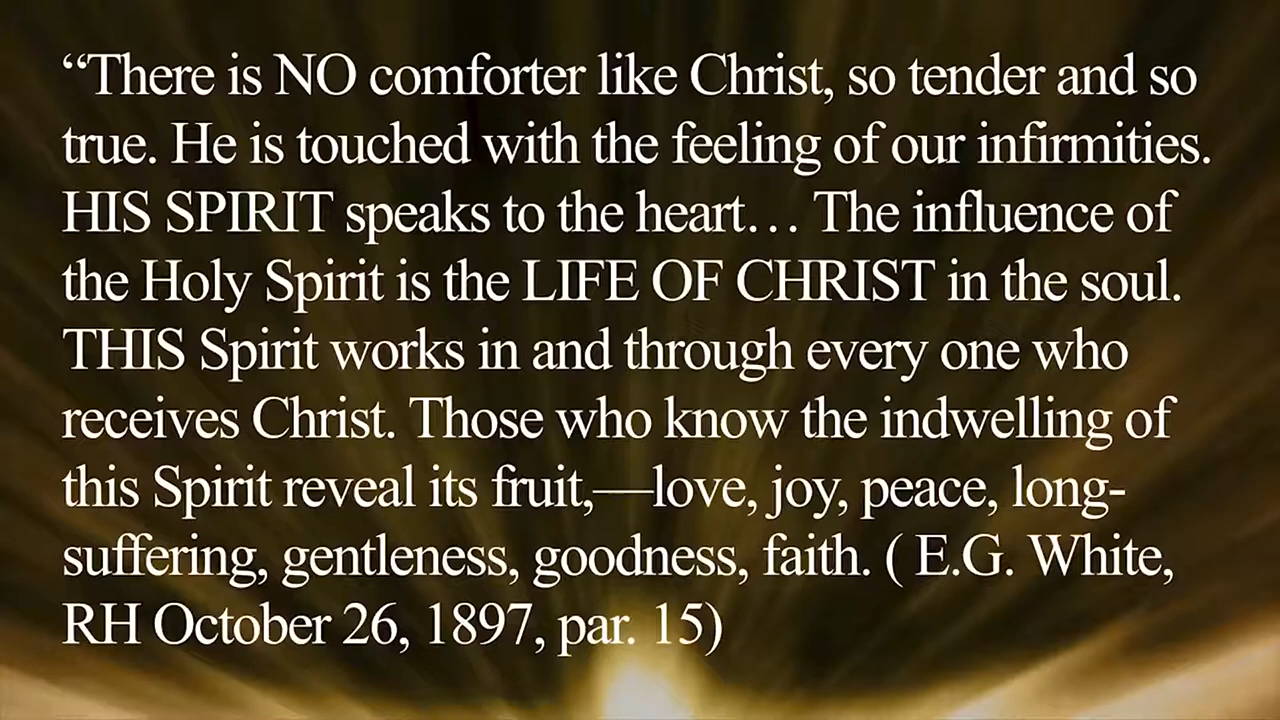 “There is NO comforter like Christ, so tender and so
true. He is touched with the feeling of our infirmities.
HIS SPIRIT speaks to the heart… The influence of
the Holy Spirit is the LIFE OF CHRIST in the soul.
THIS Spirit works in and through every one who
receives Christ. Those who know the indwelling of
this Spirit reveal its fruit,—love, joy, peace, long-
suffering, gentleness, goodness, faith. ( E.G. White,
RH October 26, 1897, par. 15)